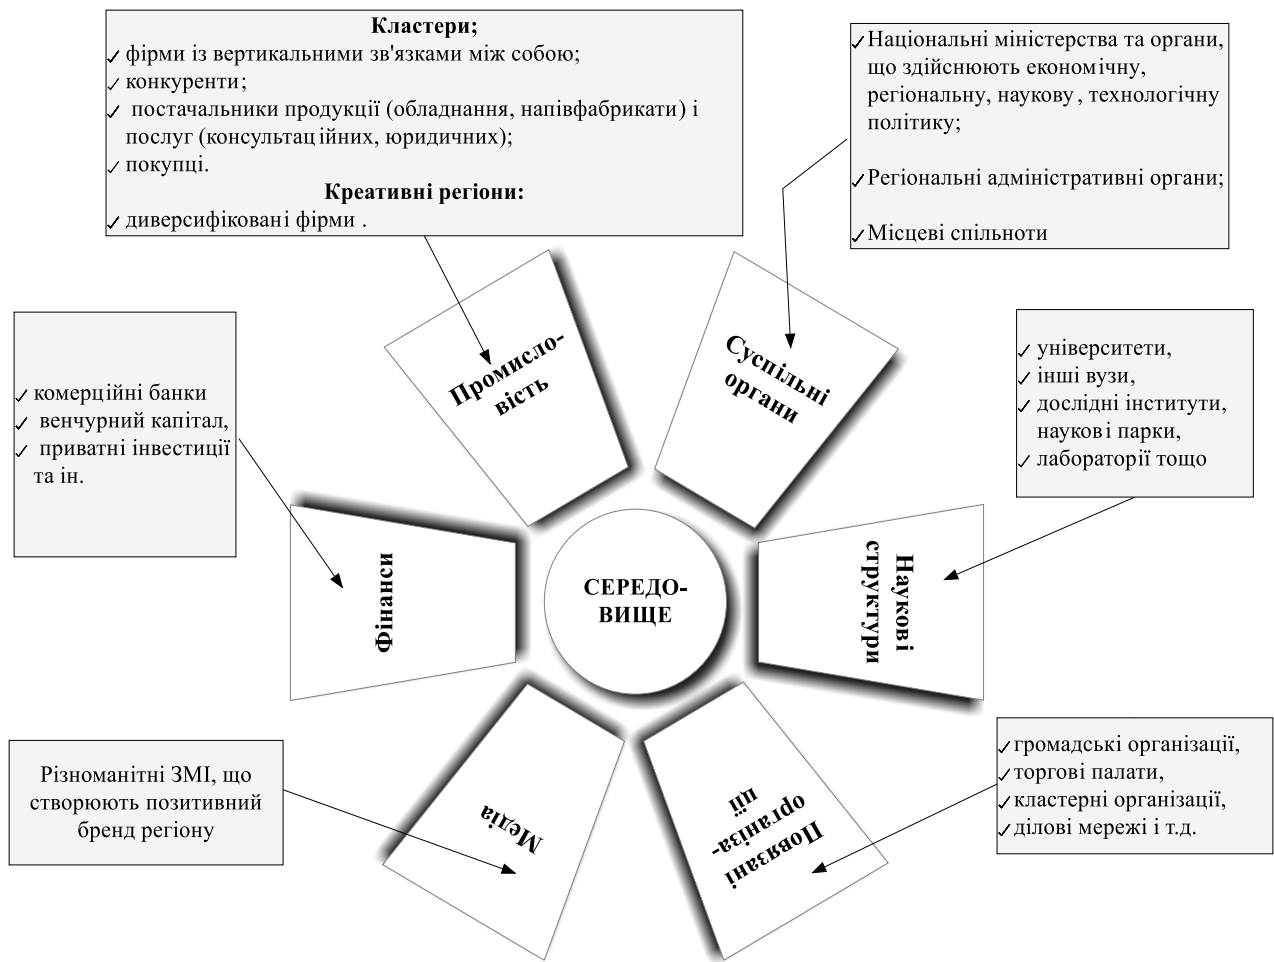 Кластери;
✓ фірми із вертикальними зв'язками між собою;
✓ конкуренти;
✓ постачальники продукції (обладнання, напівфабрикати) і
послуг (консультаційних, юридичних);
✓ покупці.
Креативні регіони:
✓ диверсифіковані фірми .
✓ Національні міністерства та органи,
що здійснюють економічну,
регіональну, наукову, технологічну
політику;
✓ Регіональні адміністративні органи;
✓ Місцеві спільноти
Промисло-
вість
Суспільні
органи
✓ комерційні банки
✓ венчурний капітал,
✓ приватні інвестиції
та ін.
✓ університети,
✓ інші вузи,
✓ дослідні інститути,
наукові парки,
✓ лабораторії тощо
Фінанси
СЕРЕДО-
ВИЩЕ
Наукові
структури
Різноманітні ЗМІ, що
створюють позитивний
бренд регіону
Медіа
Повязані
організа-
ції
✓ громадські організації,
✓ торгові палати,
✓ кластерні організації,
✓ ділові мережі і т.д.